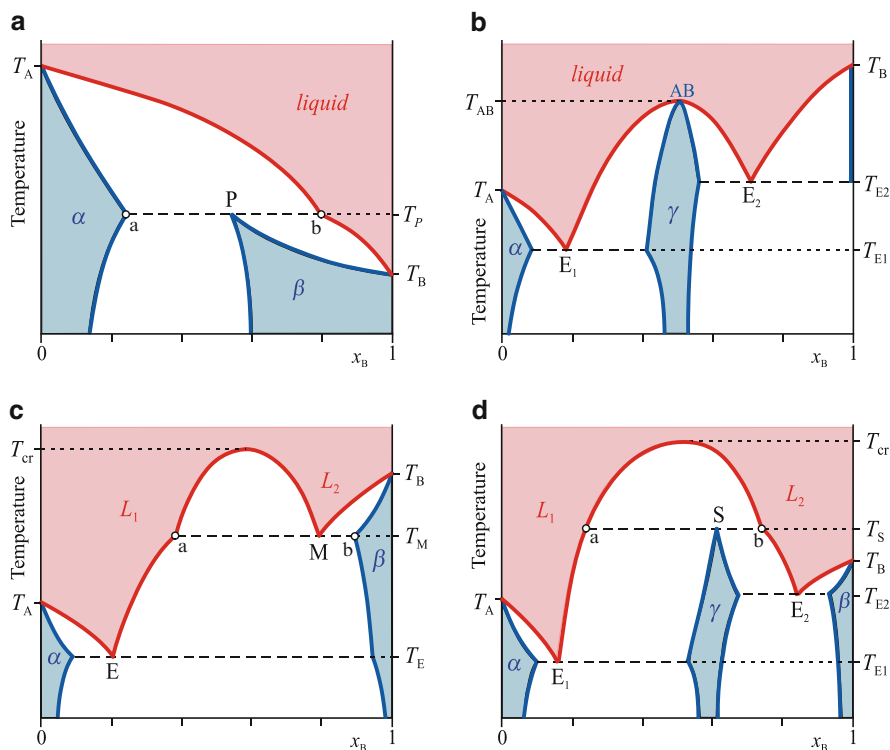 a
T_A
Temperature
liquid
α
a
P
b
T_P
T_B
β
0
x_B
1
b
T_AB
liquid
AB
T_B
T_A
Temperature
E_2
T_E2
α
γ
E_1
T_E1
0
x_B
1
c
T_cr
Temperature
L_1
L_2
T_B
a
M
b
T_M
β
T_A
α
E
T_E
0
x_B
1
d
T_cr
Temperature
L_1
L_2
a
S
b
T_S
T_B
T_A
γ
E_2
β
T_E2
α
E_1
T_E1
0
x_B
1